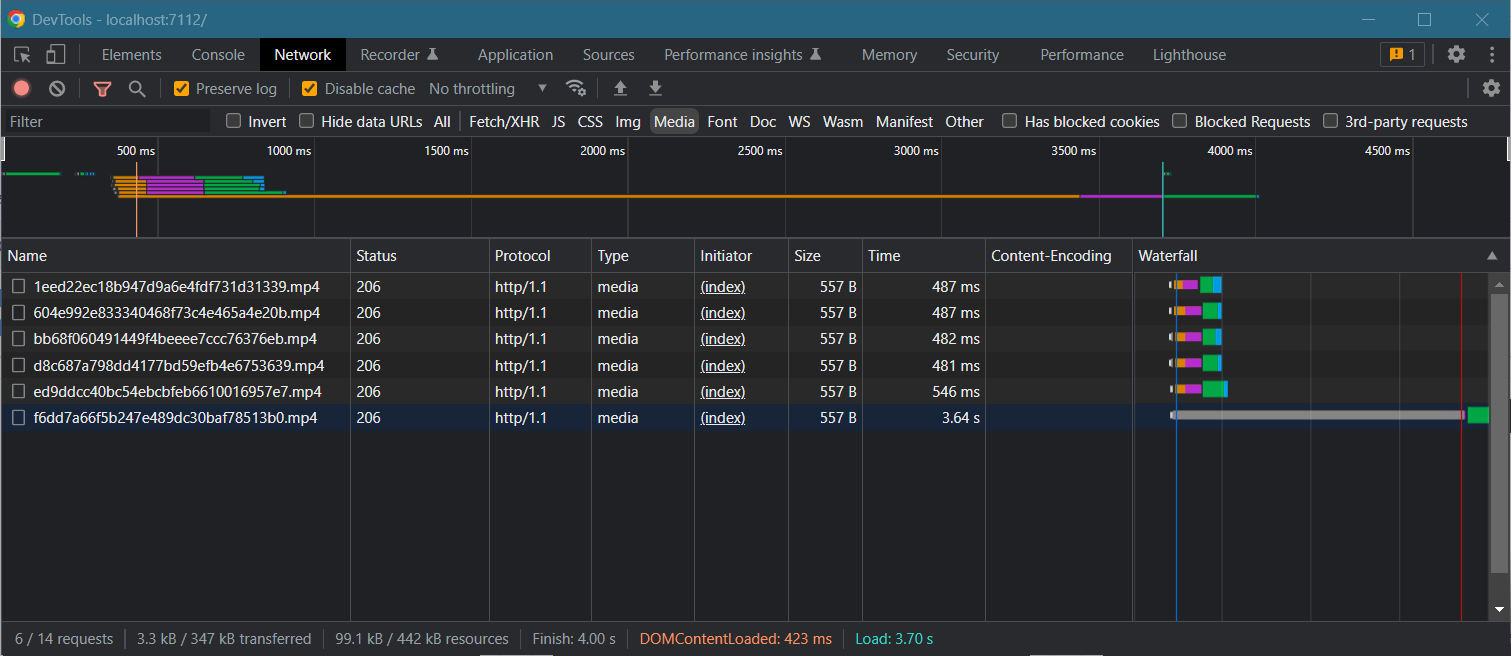 DevTools - localhost:7112/
Elements Console Network Recorder Application Sources Performance insights Memory Security Performance Lighthouse 1
Preserve log Disable cache No throttling
Filter Invert Hide data URLs All Fetch/XHR JS CSS Img Media Font Doc WS Wasm Manifest Other Has blocked cookies Blocked Requests 3rd-party requests
500 ms 1000 ms 1500 ms 2000 ms 2500 ms 3000 ms 3500 ms 4000 ms 4500 ms
Name Status Protocol Type Initiator Size Time Content-Encoding Waterfall
1eed22ec18b947d9a6e4fdf731d31339.mp4 206 http/1.1 media (index) 557 B 487 ms
604e992e833340468f73c4e465a4e20b.mp4 206 http/1.1 media (index) 557 B 487 ms
bb68f060491449f4beeee7ccc76376eb.mp4 206 http/1.1 media (index) 557 B 482 ms
d8c687a798dd4177bd59efb4e6753639.mp4 206 http/1.1 media (index) 557 B 481 ms
ed9ddcc40bc54ebcbfeb6610016957e7.mp4 206 http/1.1 media (index) 557 B 546 ms
f6dd7a66f5b247e489dc30baf78513b0.mp4 206 http/1.1 media (index) 557 B 3.64 s
6 / 14 requests 3.3 kB / 347 kB transferred 99.1 kB / 442 kB resources Finish: 4.00 s DOMContentLoaded: 423 ms Load: 3.70 s